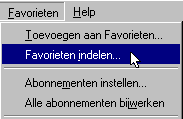 Favorieten Help
Toevoegen aan Favorieten...
Favorieten indelen...
Abonnementen instellen...
Alle abonnementen bijwerken